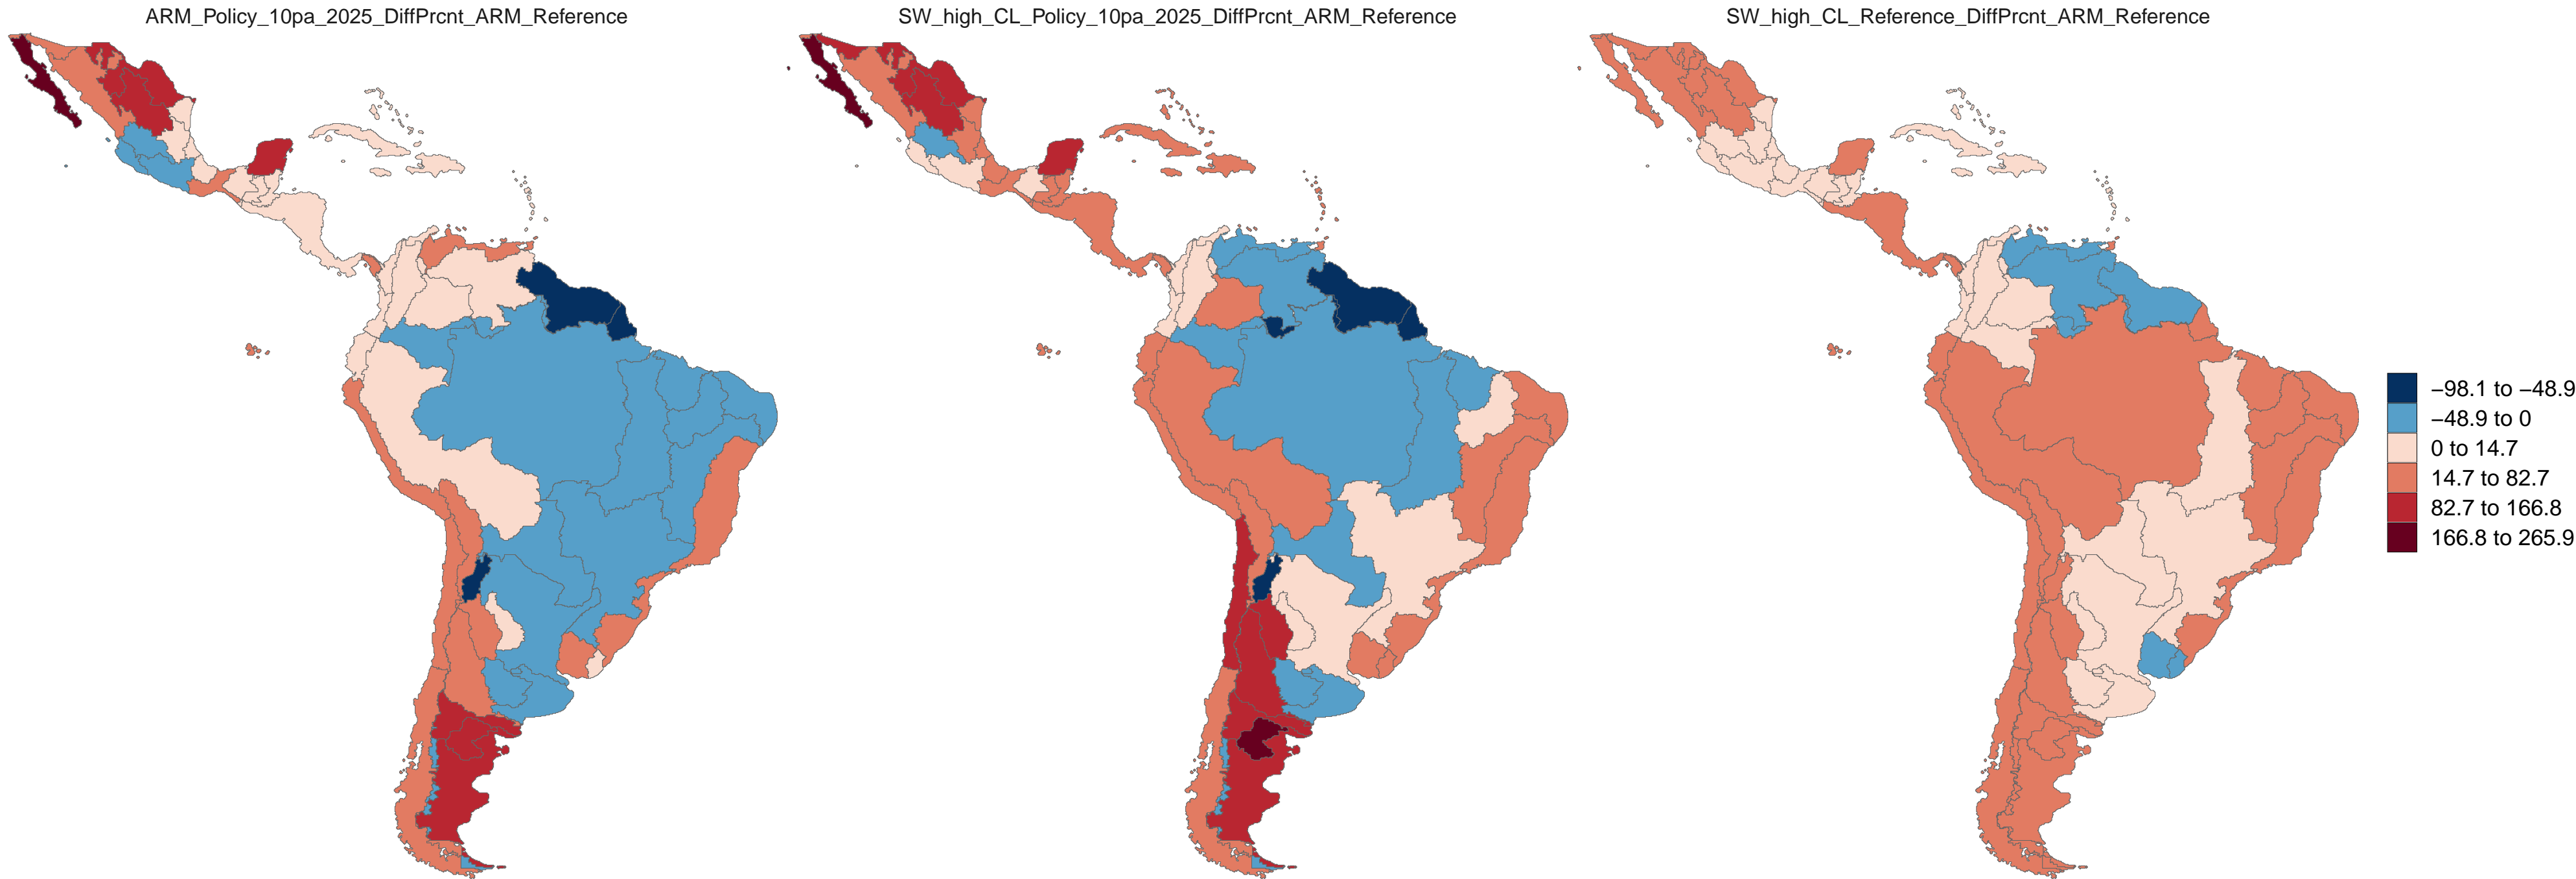 ARM_Policy_10pa_2025_DiffPrcnt_ARM_Reference
SW_high_CL_Policy_10pa_2025_DiffPrcnt_ARM_Reference
SW_high_CL_Reference_DiffPrcnt_ARM_Reference
−98.1 to −48.9
−48.9 to 0
0 to 14.7
14.7 to 82.7
82.7 to 166.8
166.8 to 265.9